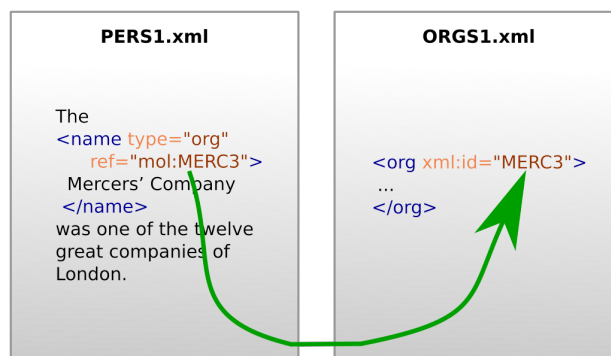 PERS1.xml
The
<name type="org"
ref="mol:MERC3">
Mercers’ Company
</name>
was one of the twelve
great companies of
London.
ORGS1.xml
<org xml:id="MERC3">
...
</org>